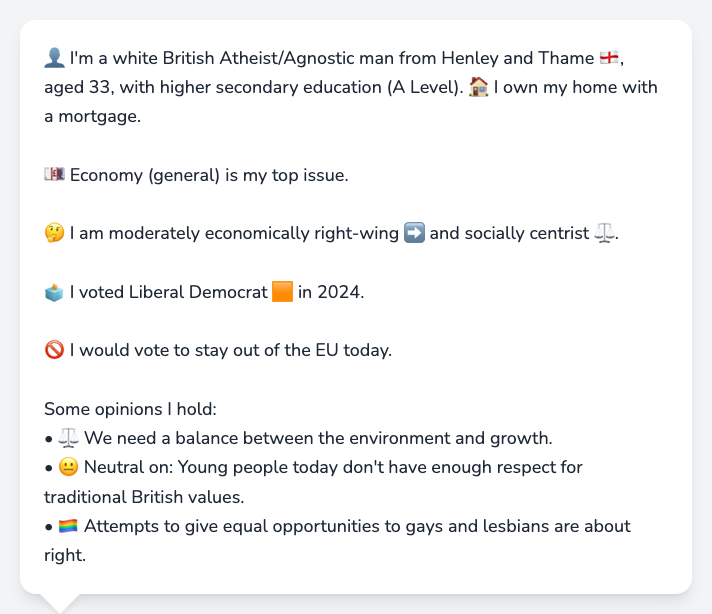 👤 I'm a white British Atheist/Agnostic man from Henley and Thame 🏴󠁧󠁢󠁥󠁮󠁧󠁿,
aged 33, with higher secondary education (A Level). 🏠 I own my home with
a mortgage.
💷 Economy (general) is my top issue.
🤔 I am moderately economically right-wing ➡️ and socially centrist ⚖️.
🗳️ I voted Liberal Democrat 🟧 in 2024.
🚫 I would vote to stay out of the EU today.
Some opinions I hold:
• ⚖️ We need a balance between the environment and growth.
• 😐 Neutral on: Young people today don't have enough respect for
traditional British values.
• 🏳️‍🌈 Attempts to give equal opportunities to gays and lesbians are about
right.